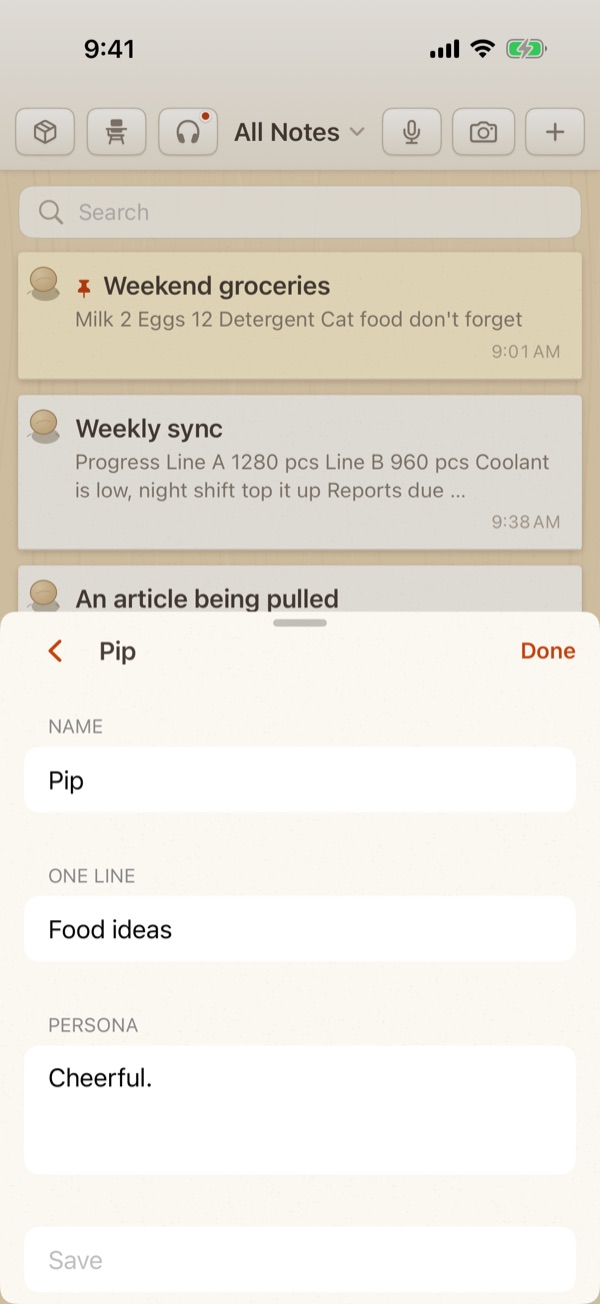 9:41
All Notes
Search
Weekend groceries
Milk 2 Eggs 12 Detergent Cat food don't forget
9:01 AM
Weekly sync
Progress Line A 1280 pcs Line B 960 pcs Coolant
is low, night shift top it up Reports due ...
9:38 AM
An article being pulled
Pip
Done
NAME
Pip
ONE LINE
Food ideas
PERSONA
Cheerful.
Save